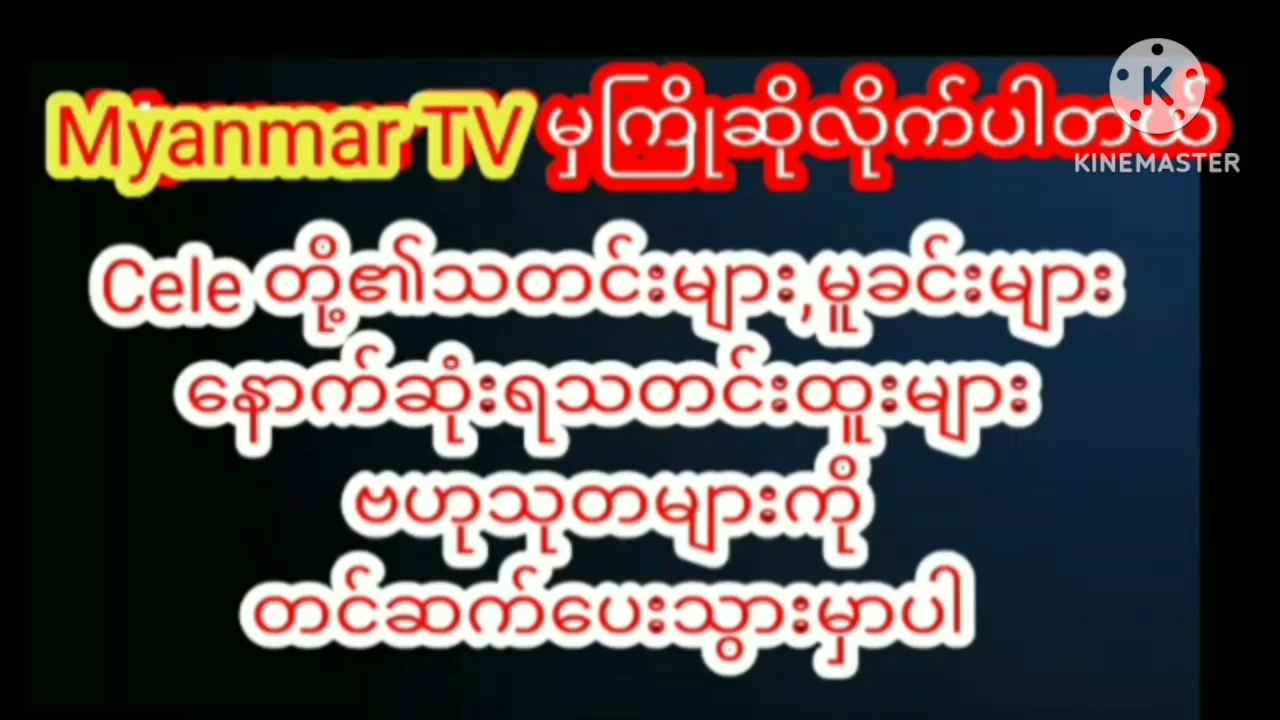 Myanmar TV မှကြိုဆိုလိုက်ပါတယ်
KINEMASTER
Cele တို့၏သတင်းများ,မူခင်းများ
နောက်ဆုံးရသတင်းထူးများ
ဗဟုသုတများကို
တင်ဆက်ပေးသွားမှာပါ